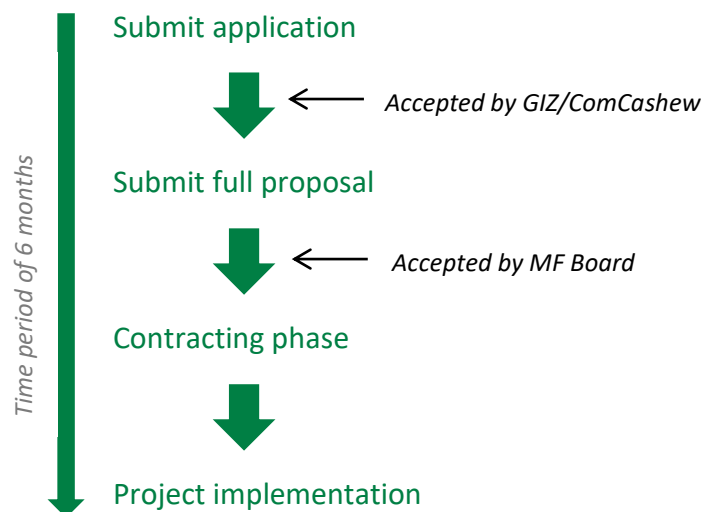 Submit application
Accepted by GIZ/ComCashew
Submit full proposal
Accepted by MF Board
Contracting phase
Project implementation
Time period of 6 months